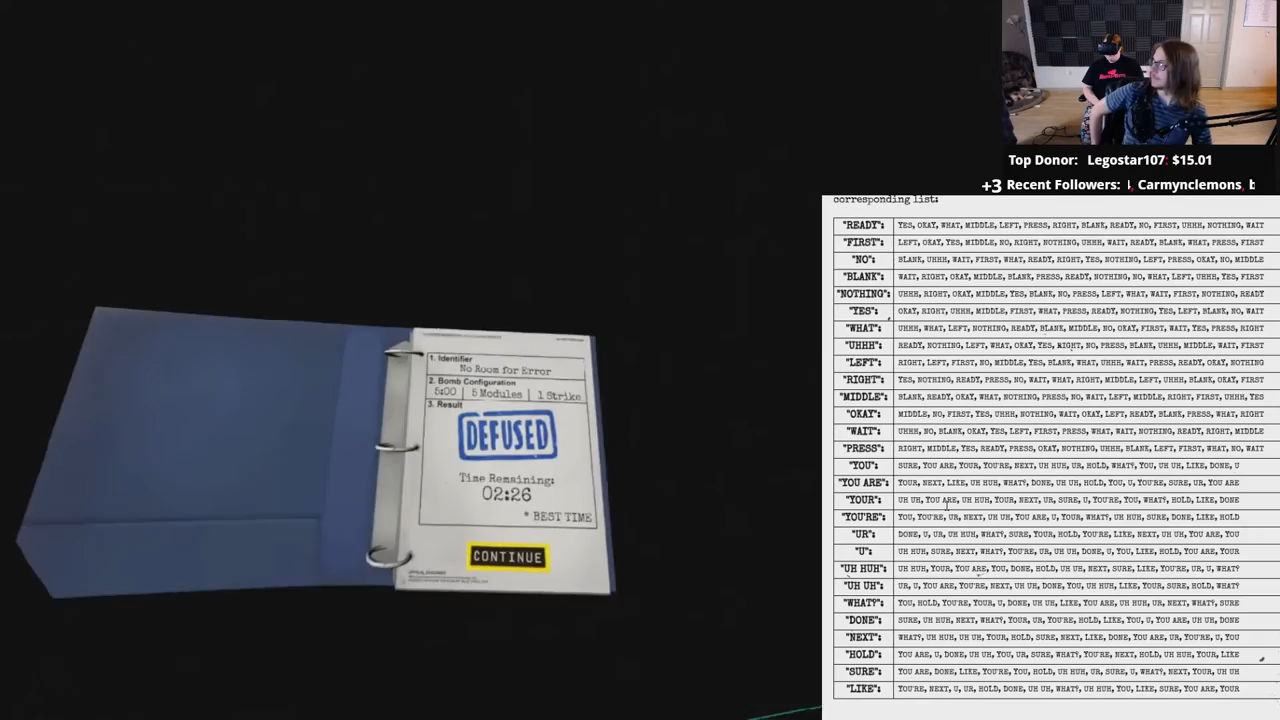 Top Donor: Legostar107: $15.01
+3 Recent Followers: Carmynclemons,
corresponding list:
"READY": YES, OKAY, WHAT, MIDDLE, LEFT, PRESS, RIGHT, BLANK, READY, NO, FIRST, UHHH, NOTHING, WAIT
"FIRST": LEFT, OKAY, YES, MIDDLE, NO, RIGHT, NOTHING, UHHH, WAIT, READY, BLANK, WHAT, PRESS, FIRST
"NO": BLANK, UHHH, WAIT, FIRST, WHAT, READY, RIGHT, YES, NOTHING, LEFT, PRESS, OKAY, NO, MIDDLE
"BLANK": WAIT, RIGHT, OKAY, MIDDLE, BLANK, PRESS, READY, NOTHING, NO, WHAT, LEFT, UHHH, YES, FIRST
"NOTHING": UHHH, RIGHT, OKAY, MIDDLE, YES, BLANK, NO, PRESS, LEFT, WHAT, WAIT, FIRST, NOTHING, READY
"YES": OKAY, RIGHT, UHHH, MIDDLE, FIRST, WHAT, PRESS, READY, NOTHING, YES, LEFT, BLANK, NO, WAIT
"WHAT": UHHH, WHAT, LEFT, NOTHING, READY, BLANK, MIDDLE, NO, OKAY, FIRST, WAIT, YES, PRESS, RIGHT
"UHHH": READY, NOTHING, LEFT, WHAT, OKAY, YES, RIGHT, NO, PRESS, BLANK, UHHH, MIDDLE, WAIT, FIRST
"LEFT": RIGHT, LEFT, FIRST, NO, MIDDLE, YES, BLANK, WHAT, UHHH, WAIT, PRESS, READY, OKAY, NOTHING
"RIGHT": YES, NOTHING, READY, PRESS, NO, WAIT, WHAT, RIGHT, MIDDLE, LEFT, UHHH, BLANK, OKAY, FIRST
"MIDDLE": BLANK, READY, OKAY, WHAT, NOTHING, PRESS, NO, WAIT, LEFT, MIDDLE, RIGHT, FIRST, UHHH, YES
"OKAY": MIDDLE, NO, FIRST, YES, UHHH, NOTHING, WAIT, OKAY, LEFT, READY, BLANK, PRESS, WHAT, RIGHT
"WAIT": UHHH, NO, BLANK, OKAY, YES, LEFT, FIRST, PRESS, WHAT, WAIT, NOTHING, READY, RIGHT, MIDDLE
"PRESS": RIGHT, MIDDLE, YES, READY, PRESS, OKAY, NOTHING, UHHH, BLANK, LEFT, FIRST, WHAT, NO, WAIT
"YOU": SURE, YOU ARE, YOUR, YOU'RE, NEXT, UH HUH, UR, HOLD, WHAT?, YOU, UH UH, LIKE, DONE, U
"YOU ARE": YOUR, NEXT, LIKE, UH HUH, WHAT?, DONE, UH UH, HOLD, YOU, U, YOU'RE, SURE, UR, YOU ARE
"YOUR": UH UH, YOU ARE, UH HUH, YOUR, NEXT, UR, SURE, U, YOU'RE, YOU, WHAT?, HOLD, LIKE, DONE
"YOU'RE": YOU, YOU'RE, UR, NEXT, UH UH, YOU ARE, U, YOUR, WHAT?, UH HUH, SURE, DONE, LIKE, HOLD
"UR": DONE, U, UR, UH HUH, WHAT?, SURE, YOUR, HOLD, YOU'RE, LIKE, NEXT, UH UH, YOU ARE, YOU
"U": UH HUH, SURE, NEXT, WHAT?, YOU'RE, UR, UH UH, DONE, U, YOU, LIKE, HOLD, YOU ARE, YOUR
"UH HUH": UH HUH, YOUR, YOU ARE, YOU, DONE, HOLD, UH UH, NEXT, SURE, LIKE, YOU'RE, UR, U, WHAT?
"UH UH": UR, U, YOU ARE, YOU'RE, NEXT, UH UH, DONE, YOU, UH HUH, LIKE, YOUR, SURE, HOLD, WHAT?
"WHAT?": YOU, HOLD, YOU'RE, YOUR, U, DONE, UH UH, LIKE, YOU ARE, UH HUH, UR, NEXT, WHAT?, SURE
"DONE": SURE, UH HUH, NEXT, WHAT?, YOUR, UR, YOU'RE, HOLD, LIKE, YOU, U, YOU ARE, UH UH, DONE
"NEXT": WHAT?, UH HUH, UH UH, YOUR, HOLD, SURE, NEXT, LIKE, DONE, YOU ARE, UR, YOU'RE, U, YOU
"HOLD": YOU ARE, U, DONE, UH UH, YOU, UR, SURE, WHAT?, YOU'RE, NEXT, HOLD, UH HUH, YOUR, LIKE
"SURE": YOU ARE, DONE, LIKE, YOU'RE, YOU, HOLD, UH HUH, UR, SURE, U, WHAT?, NEXT, YOUR, UH UH
"LIKE": YOU'RE, NEXT, U, UR, HOLD, DONE, UH UH, WHAT?, UH HUH, YOU, LIKE, SURE, YOU ARE, YOUR
1. Identifier
No Room for Error
2. Bomb Configuration
5:00 5 Modules 1 Strike
3. Result
DEFUSED
Time Remaining:
02:26
* BEST TIME
CONTINUE